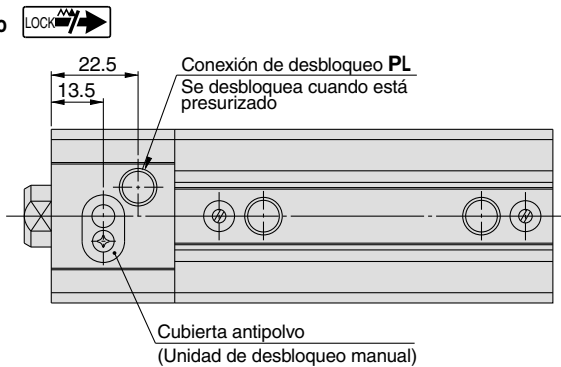 LOCK
22.5
13.5
Conexión de desbloqueo PL
Se desbloquea cuando está
presurizado
Cubierta antipolvo
(Unidad de desbloqueo manual)